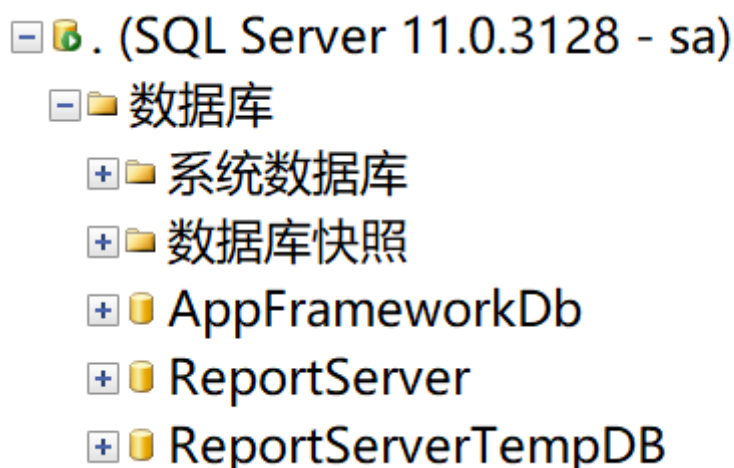 . (SQL Server 11.0.3128 - sa)
数据库
系统数据库
数据库快照
AppFrameworkDb
ReportServer
ReportServerTempDB